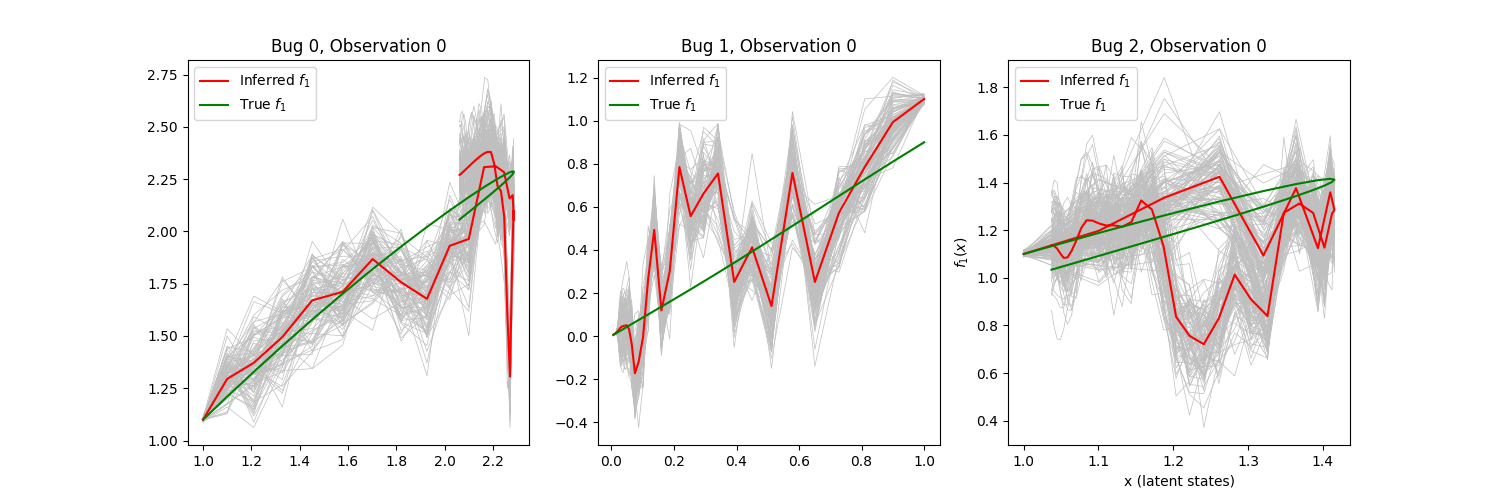 Bug 0, Observation 0
Inferred f₁
True f₁
2.75
2.50
2.25
2.00
1.75
1.50
1.25
1.00
1.0 1.2 1.4 1.6 1.8 2.0 2.2
Bug 1, Observation 0
Inferred f₁
True f₁
1.2
1.0
0.8
0.6
0.4
0.2
0.0
−0.2
−0.4
0.0 0.2 0.4 0.6 0.8 1.0
Bug 2, Observation 0
Inferred f₁
True f₁
f₁(x)
1.8
1.6
1.4
1.2
1.0
0.8
0.6
0.4
1.0 1.1 1.2 1.3 1.4
x (latent states)